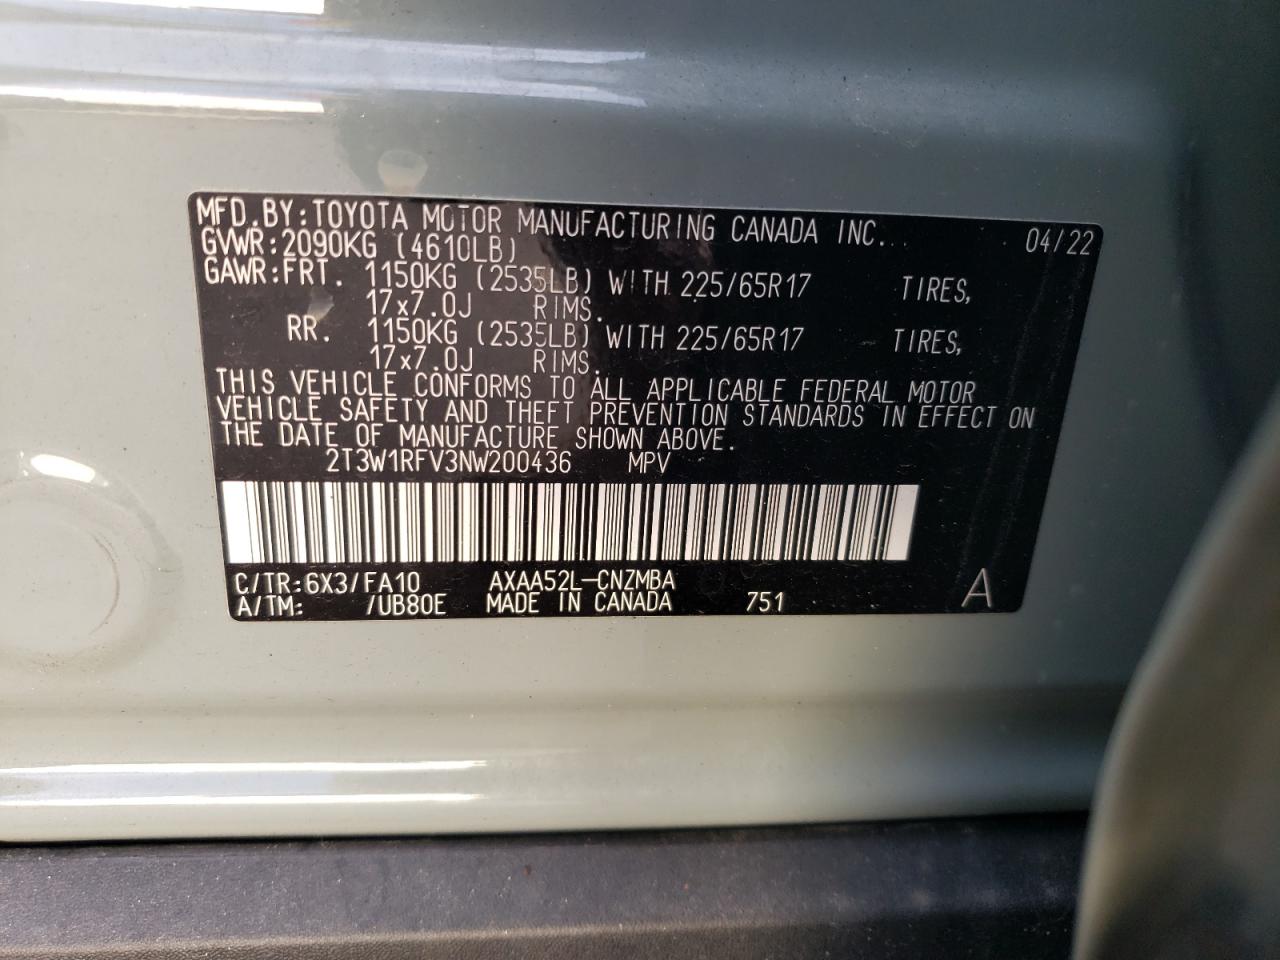 MFD.BY:TOYOTA MOTOR MANUFACTURING CANADA INC. 04/22
GVWR:2090KG (4610LB)
GAWR:FRT. 1150KG (2535LB) WITH 225/65R17 TIRES,
17x7.0J RIMS.
RR. 1150KG (2535LB) WITH 225/65R17 TIRES,
17x7.0J RIMS.
THIS VEHICLE CONFORMS TO ALL APPLICABLE FEDERAL MOTOR
VEHICLE SAFETY AND THEFT PREVENTION STANDARDS IN EFFECT ON
THE DATE OF MANUFACTURE SHOWN ABOVE.
2T3W1RFV3NW200436 MPV
C/TR:6X3/FA10 AXAA52L-CNZMBA
A/TM: /UB80E MADE IN CANADA 751 A